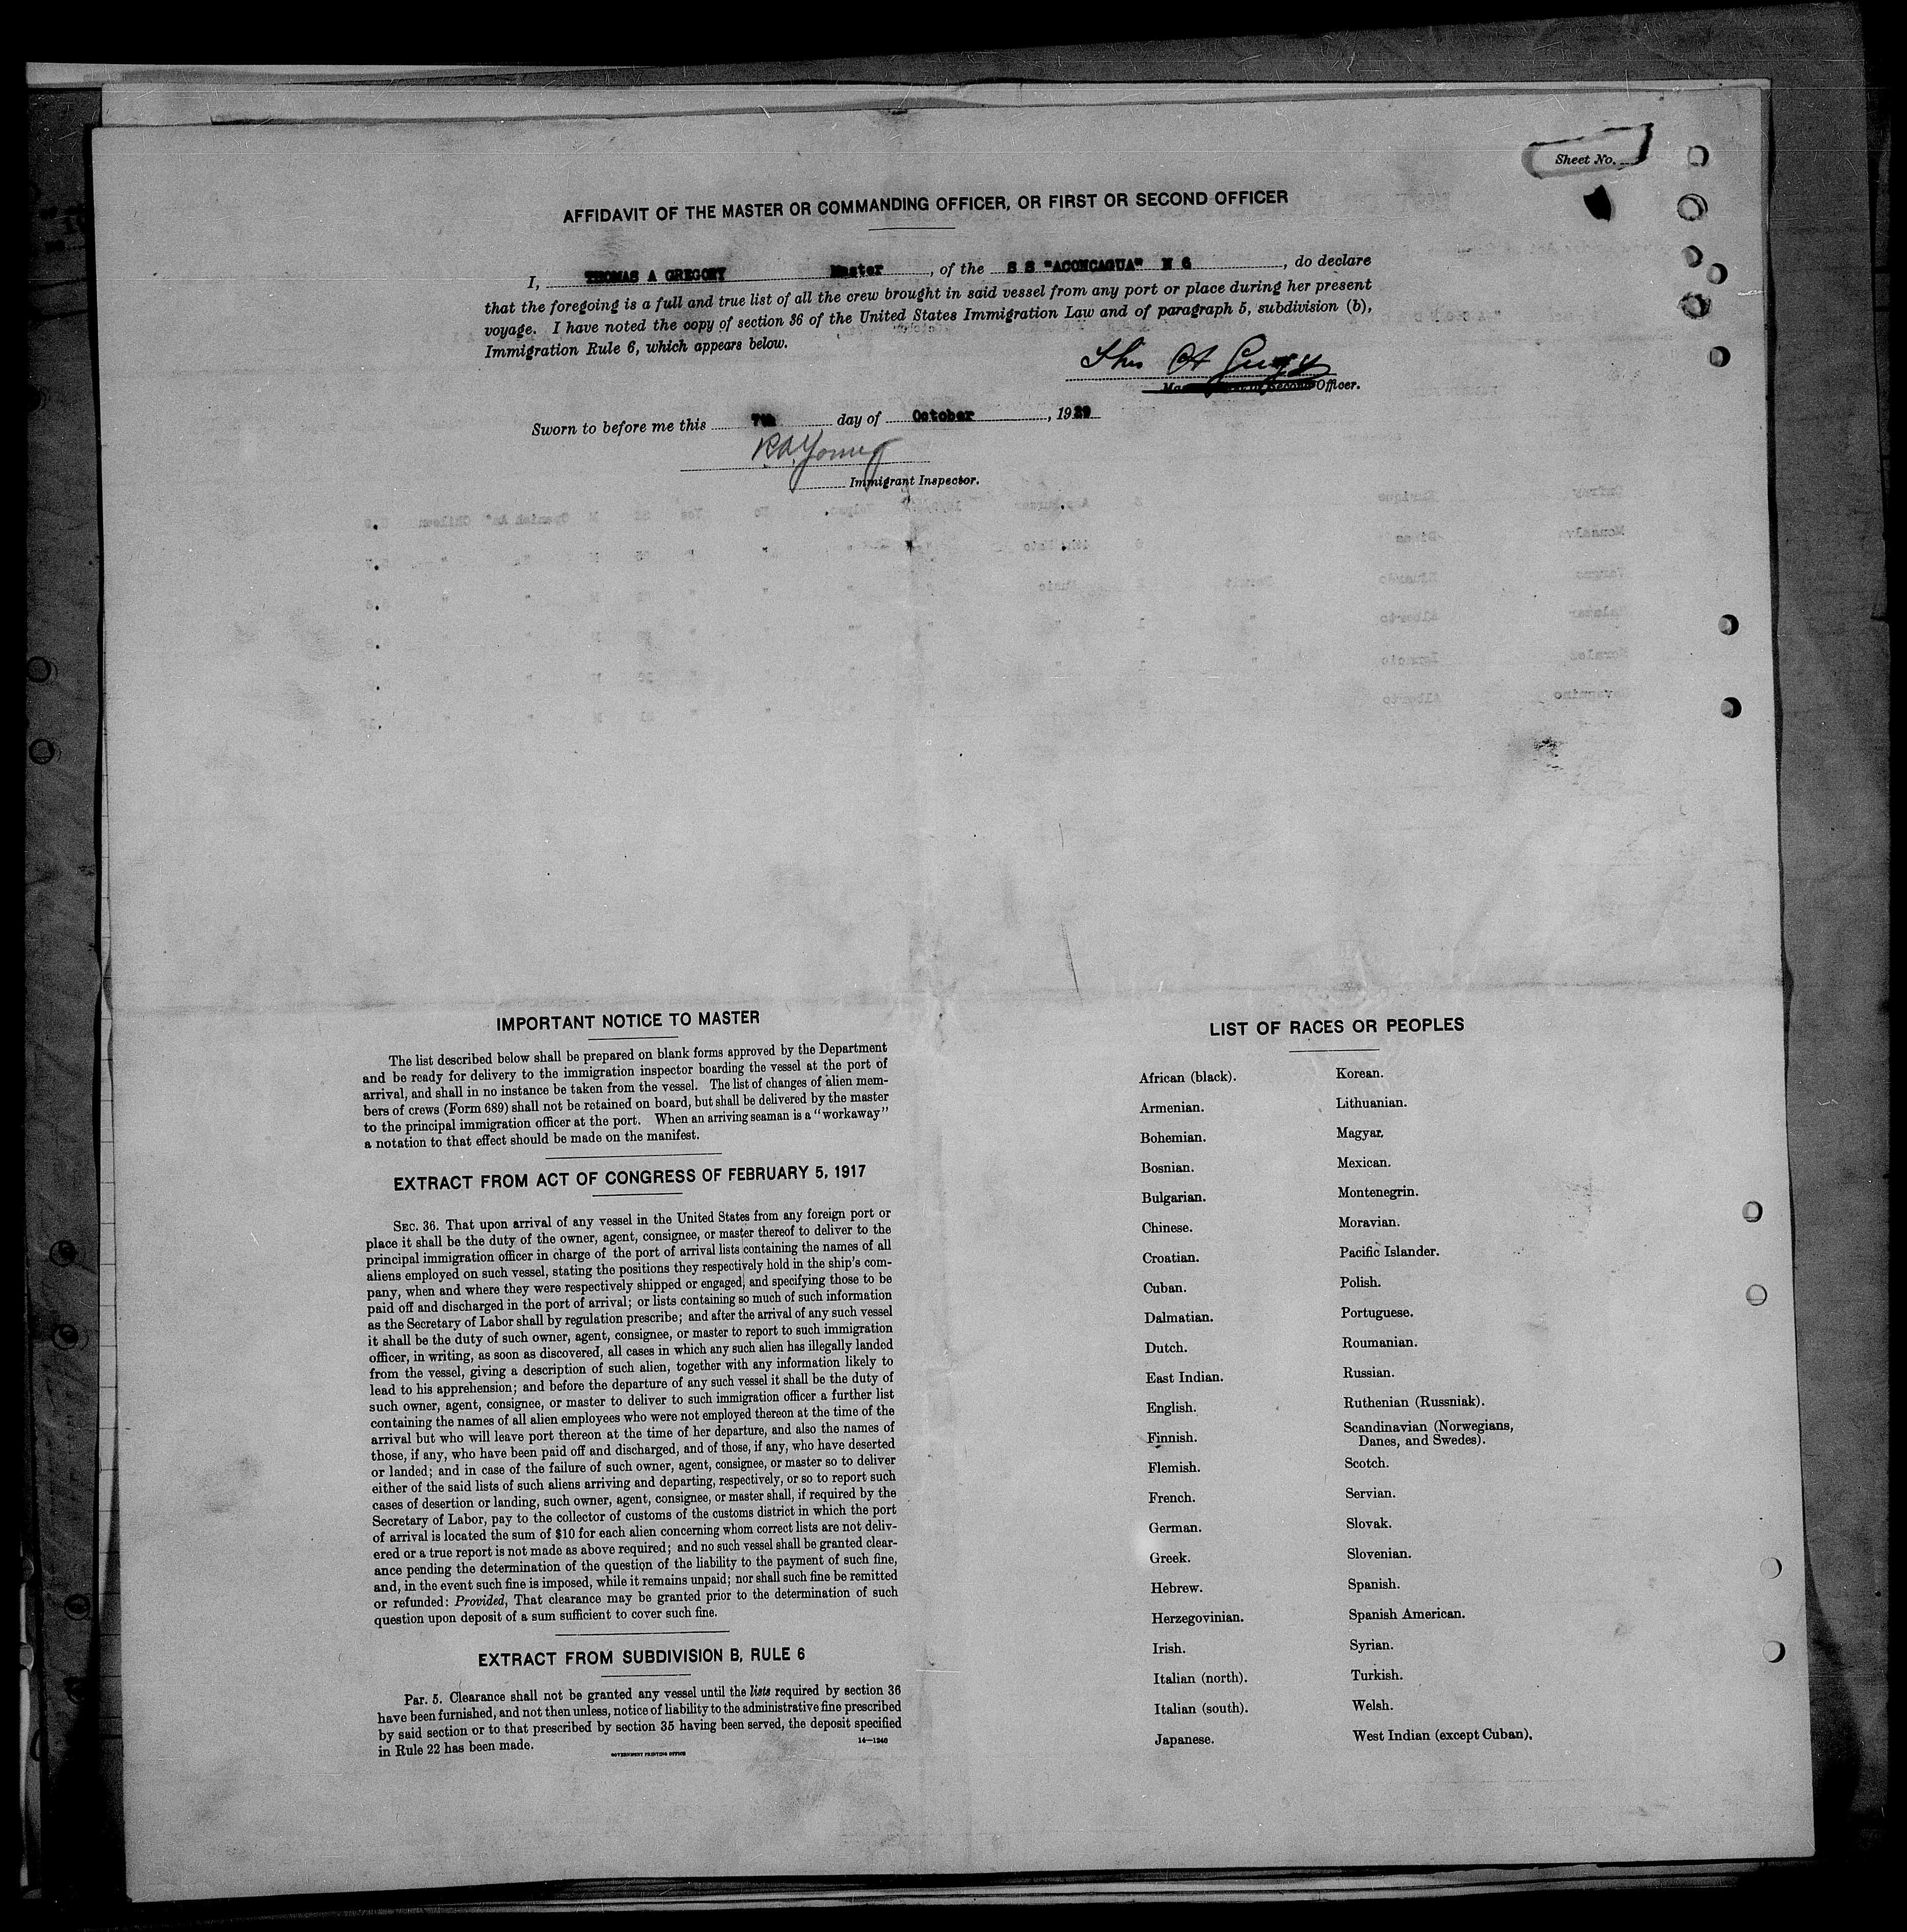 Sheet No.
AFFIDAVIT OF THE MASTER OR COMMANDING OFFICER, OR FIRST OR SECOND OFFICER
I, THOMAS A GREGORY Master, of the S S "ACONCAGUA" N 6, do declare
that the foregoing is a full and true list of all the crew brought in said vessel from any port or place during her present
voyage. I have noted the copy of section 36 of the United States Immigration Law and of paragraph 5, subdivision (b),
Immigration Rule 6, which appears below.
Thos A Gregory
Officer.
Sworn to before me this 7th day of October, 1929
R.A. Young
Immigrant Inspector.
IMPORTANT NOTICE TO MASTER
The list described below shall be prepared on blank forms approved by the Department
and be ready for delivery to the immigration inspector boarding the vessel at the port of
arrival, and shall in no instance be taken from the vessel. The list of changes of alien mem-
bers of crews (Form 689) shall not be retained on board, but shall be delivered by the master
to the principal immigration officer at the port. When an arriving seaman is a "workaway"
a notation to that effect should be made on the manifest.
EXTRACT FROM ACT OF CONGRESS OF FEBRUARY 5, 1917
SEC. 36. That upon arrival of any vessel in the United States from any foreign port or
place it shall be the duty of the owner, agent, consignee, or master thereof to deliver to the
principal immigration officer in charge of the port of arrival lists containing the names of all
aliens employed on such vessel, stating the positions they respectively hold in the ship's com-
pany, when and where they were respectively shipped or engaged, and specifying those to be
paid off and discharged in the port of arrival; or lists containing so much of such information
as the Secretary of Labor shall by regulation prescribe; and after the arrival of any such vessel
it shall be the duty of such owner, agent, consignee, or master to report to such immigration
officer, in writing, as soon as discovered, all cases in which any such alien has illegally landed
from the vessel, giving a description of such alien, together with any information likely to
lead to his apprehension; and before the departure of any such vessel it shall be the duty of
such owner, agent, consignee, or master to deliver to such immigration officer a further list
containing the names of all alien employees who were not employed thereon at the time of the
arrival but who will leave port thereon at the time of her departure, and also the names of
those, if any, who have been paid off and discharged, and of those, if any, who have deserted
or landed; and in case of the failure of such owner, agent, consignee, or master so to deliver
either of the said lists of such aliens arriving and departing, respectively, or so to report such
cases of desertion or landing, such owner, agent, consignee, or master shall, if required by the
Secretary of Labor, pay to the collector of customs of the customs district in which the port
of arrival is located the sum of $10 for each alien concerning whom correct lists are not deliv-
ered or a true report is not made as above required; and no such vessel shall be granted clear-
ance pending the determination of the question of the liability to the payment of such fine,
and, in the event such fine is imposed, while it remains unpaid; nor shall such fine be remitted
or refunded: Provided, That clearance may be granted prior to the determination of such
question upon deposit of a sum sufficient to cover such fine.
EXTRACT FROM SUBDIVISION B, RULE 6
Par. 5. Clearance shall not be granted any vessel until the lists required by section 36
have been furnished, and not then unless, notice of liability to the administrative fine prescribed
by said section or to that prescribed by section 35 having been served, the deposit specified
in Rule 22 has been made.
14—1240
GOVERNMENT PRINTING OFFICE
LIST OF RACES OR PEOPLES
African (black).
Armenian.
Bohemian.
Bosnian.
Bulgarian.
Chinese.
Croatian.
Cuban.
Dalmatian.
Dutch.
East Indian.
English.
Finnish.
Flemish.
French.
German.
Greek.
Hebrew.
Herzegovinian.
Irish.
Italian (north).
Italian (south).
Japanese.
Korean.
Lithuanian.
Magyar.
Mexican.
Montenegrin.
Moravian.
Pacific Islander.
Polish.
Portuguese.
Roumanian.
Russian.
Ruthenian (Russniak).
Scandinavian (Norwegians,
Danes, and Swedes).
Scotch.
Servian.
Slovak.
Slovenian.
Spanish.
Spanish American.
Syrian.
Turkish.
Welsh.
West Indian (except Cuban).